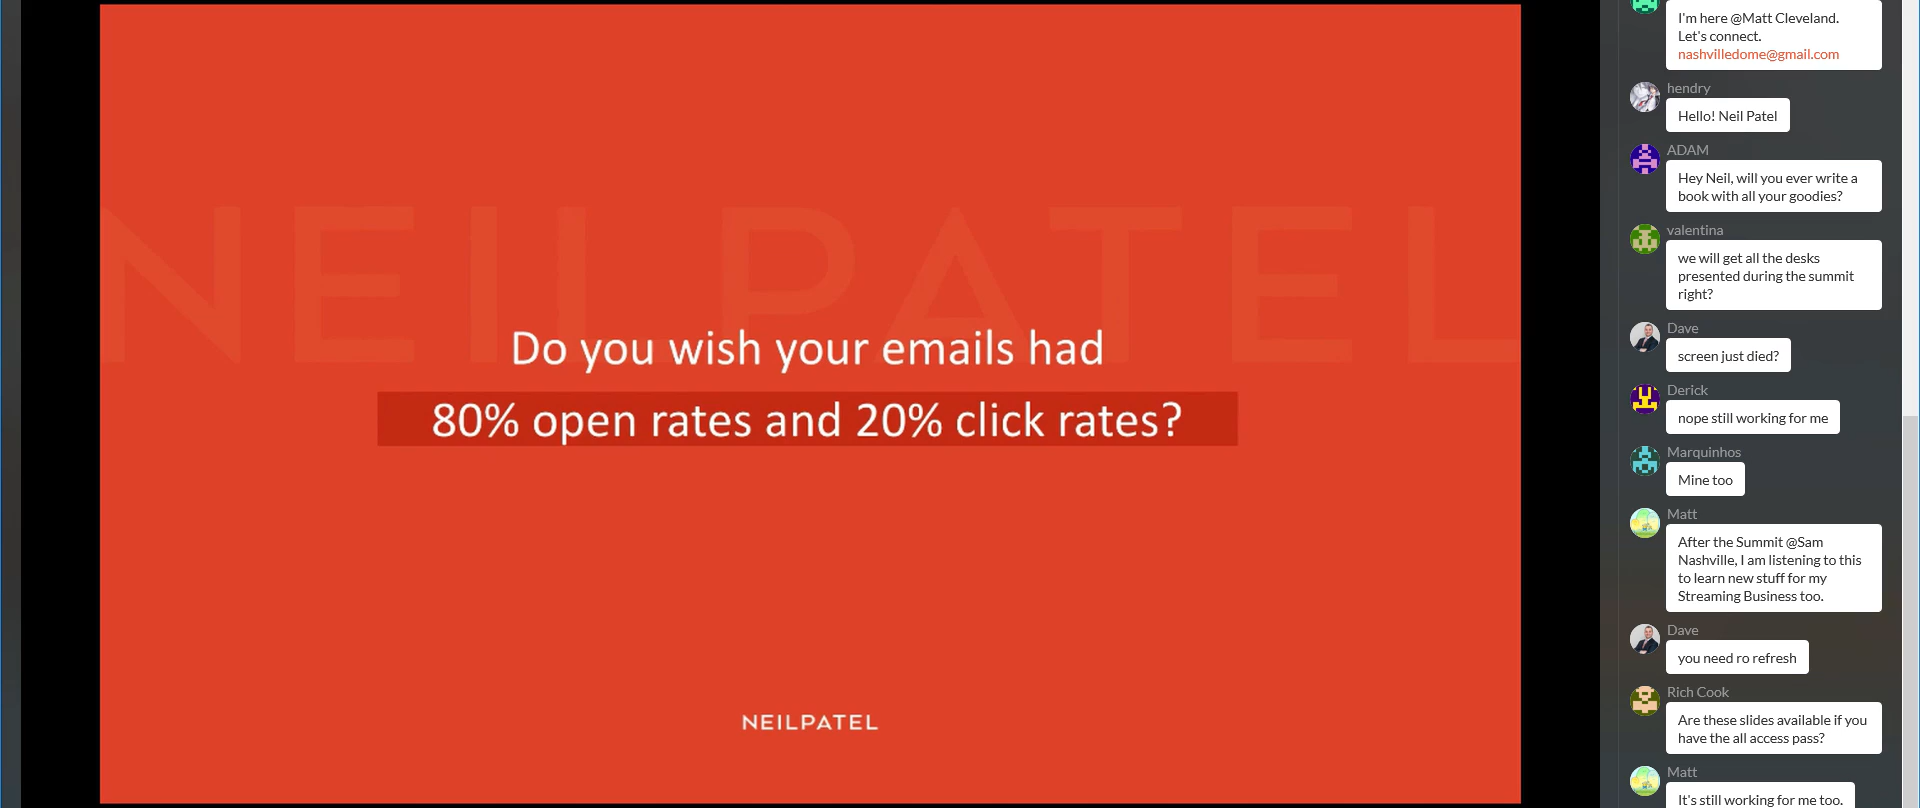 NEIL PATEL
Do you wish your emails had
80% open rates and 20% click rates?
NEILPATEL
I'm here @Matt Cleveland.
Let's connect.
nashvilledome@gmail.com
hendry
Hello! Neil Patel
ADAM
Hey Neil, will you ever write a
book with all your goodies?
valentina
we will get all the desks
presented during the summit
right?
Dave
screen just died?
Derick
nope still working for me
Marquinhos
Mine too
Matt
After the Summit @Sam
Nashville, I am listening to this
to learn new stuff for my
Streaming Business too.
Dave
you need ro refresh
Rich Cook
Are these slides available if you
have the all access pass?
Matt
It's still working for me too.